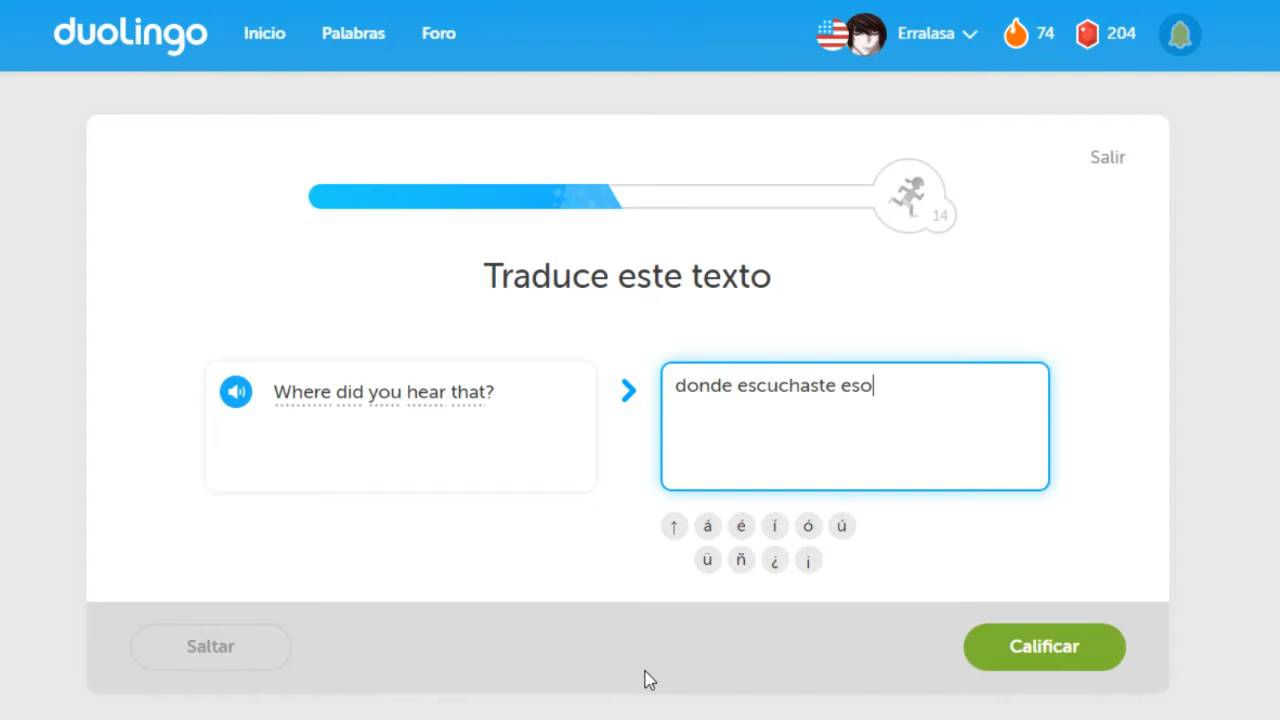 duolingo Inicio Palabras Foro Erralasa 74 204
Salir
14
Traduce este texto
Where did you hear that?
donde escuchaste eso
↑ á é í ó ú
ü ñ ¿ ¡
Saltar Calificar